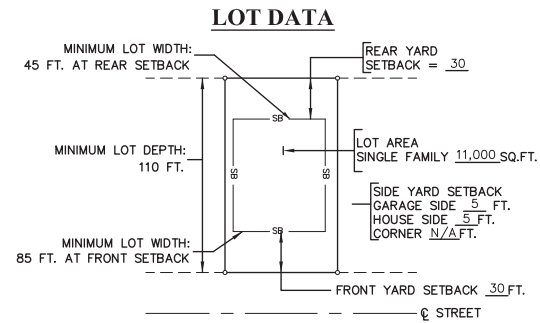 LOT DATA
MINIMUM LOT WIDTH:
45 FT. AT REAR SETBACK
REAR YARD
SETBACK = 30
SB
MINIMUM LOT DEPTH:
110 FT.
LOT AREA
SINGLE FAMILY 11,000 SQ.FT.
SB
SB
SIDE YARD SETBACK
GARAGE SIDE 5 FT.
HOUSE SIDE 5 FT.
CORNER N/A FT.
MINIMUM LOT WIDTH:
85 FT. AT FRONT SETBACK
SB
FRONT YARD SETBACK 30 FT.
℄ STREET